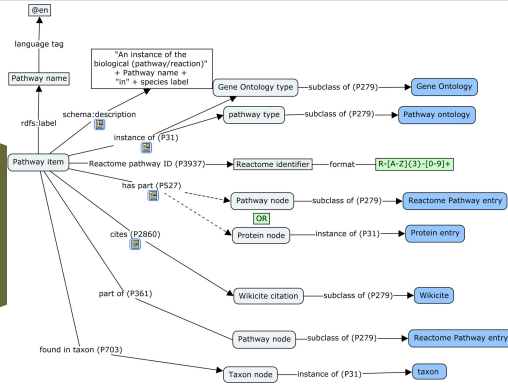 @en
language tag
Pathway name
rdfs:label
"An instance of the
biological (pathway/reaction)"
+ Pathway name +
"in" + species label
schema:description
Gene Ontology type
subclass of (P279)
Gene Ontology
pathway type
subclass of (P279)
Pathway ontology
instance of (P31)
Pathway item
Reactome pathway ID (P3937)
Reactome identifier
format
R-[A-Z]{3}-[0-9]+
has part (P527)
Pathway node
subclass of (P279)
Reactome Pathway entry
OR
Protein node
instance of (P31)
Protein entry
cites (P2860)
Wikicite citation
subclass of (P279)
Wikicite
part of (P361)
Pathway node
subclass of (P279)
Reactome Pathway entry
found in taxon (P703)
Taxon node
instance of (P31)
taxon